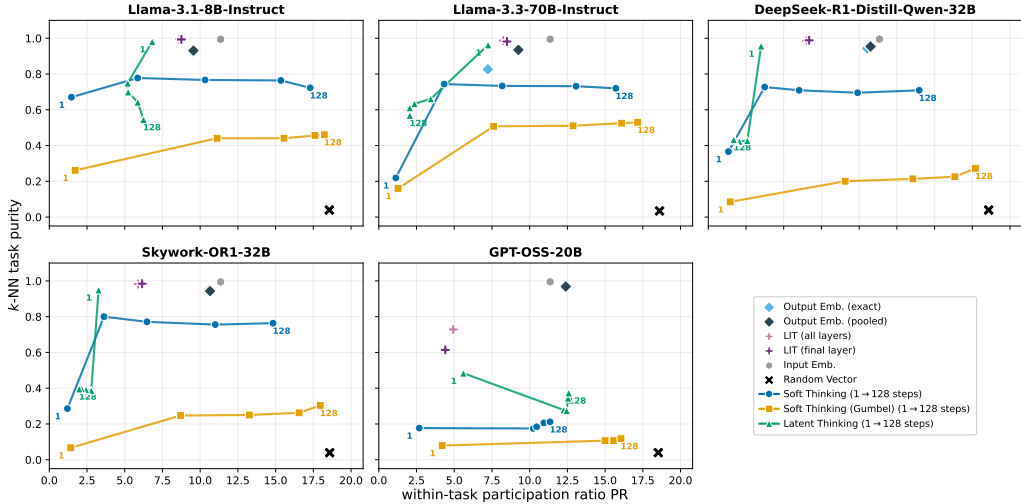 Llama-3.1-8B-Instruct
Llama-3.3-70B-Instruct
DeepSeek-R1-Distill-Qwen-32B
1.0
0.8
0.6
0.4
0.2
0.0
1
128
1
128
1
128
1
128
1
128
1
128
1
128
1
128
1
128
k-NN task purity
Skywork-OR1-32B
GPT-OSS-20B
1.0
0.8
0.6
0.4
0.2
0.0
1
128
1
128
1
128
1
128
1
128
1
128
0.0 2.5 5.0 7.5 10.0 12.5 15.0 17.5 20.0
0.0 2.5 5.0 7.5 10.0 12.5 15.0 17.5 20.0
within-task participation ratio PR
Output Emb. (exact)
Output Emb. (pooled)
LIT (all layers)
LIT (final layer)
Input Emb.
Random Vector
Soft Thinking (1→128 steps)
Soft Thinking (Gumbel) (1→128 steps)
Latent Thinking (1→128 steps)